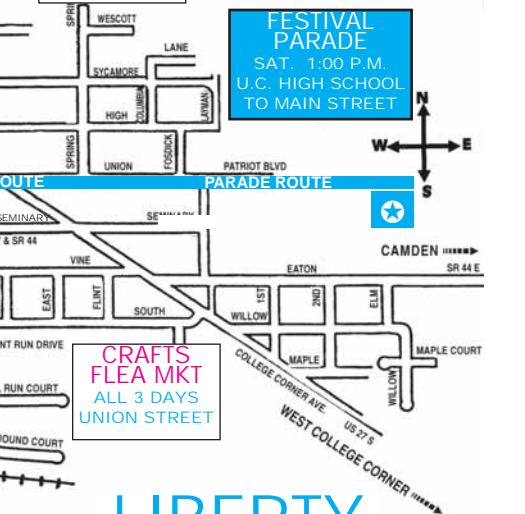 WESCOTT
FESTIVAL
PARADE
SAT. 1:00 P.M.
U.C. HIGH SCHOOL
TO MAIN STREET
LANE
SYCAMORE
COLUMBIA
LAYMAN
HIGH
N
W E
S
SPRING
UNION
FOSDICK
PATRIOT BLVD
OUTE
PARADE ROUTE
SEMINARY
& SR 44
CAMDEN
VINE
EATON
SR 44 E
EAST
FLINT
SOUTH
1ST
2ND
ELM
WILLOW
NT RUN DRIVE
CRAFTS
FLEA MKT
ALL 3 DAYS
UNION STREET
COLLEGE CORNER AVE.
MAPLE
MAPLE COURT
WILLOW
RUN COURT
US 27 S
WEST COLLEGE CORNER
OUND COURT
LIBERTY